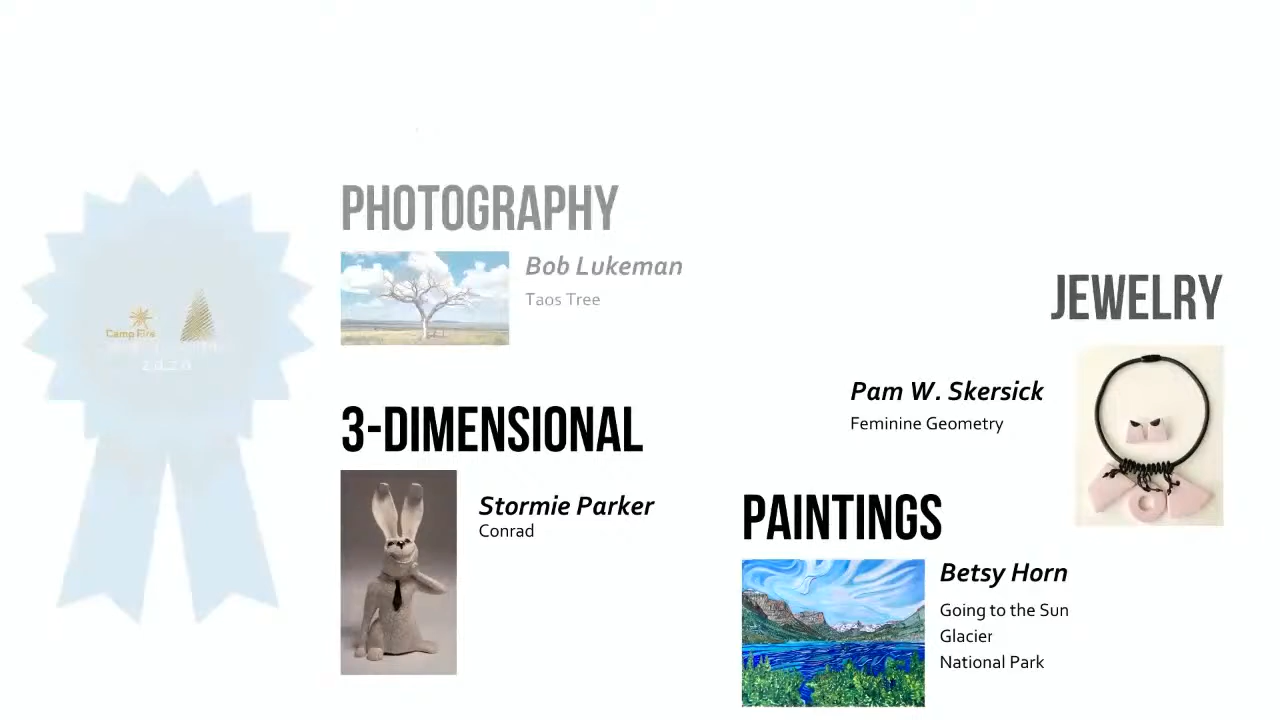 Camp Fire
2020
PHOTOGRAPHY
Bob Lukeman
Taos Tree
3-DIMENSIONAL
Stormie Parker
Conrad
JEWELRY
Pam W. Skersick
Feminine Geometry
PAINTINGS
Betsy Horn
Going to the Sun
Glacier
National Park